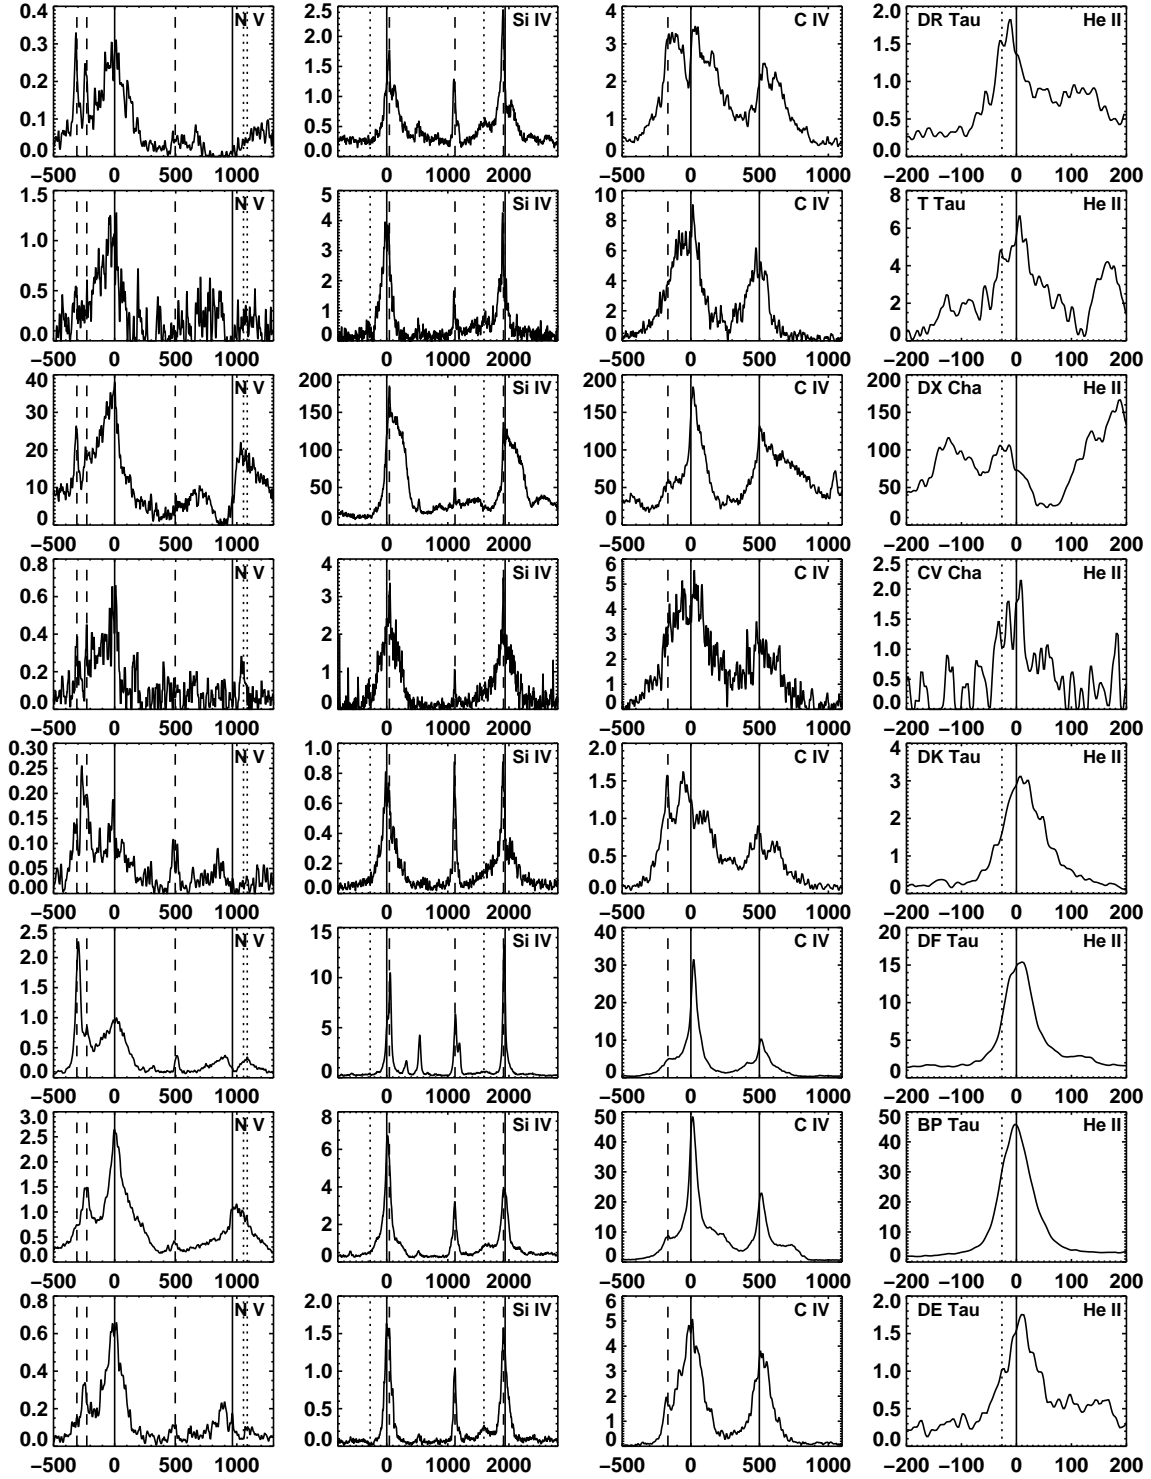 N V
0.4
0.3
0.2
0.1
0.0
−500 0 500 1000
Si IV
2.5
2.0
1.5
1.0
0.5
0.0
0 1000 2000
C IV
4
3
2
1
0
−500 0 500 1000
DR Tau He II
2.0
1.5
1.0
0.5
0.0
−200 −100 0 100 200
N V
1.5
1.0
0.5
0.0
−500 0 500 1000
Si IV
5
4
3
2
1
0
0 1000 2000
C IV
10
8
6
4
2
0
−500 0 500 1000
T Tau He II
8
6
4
2
0
−200 −100 0 100 200
N V
40
30
20
10
0
−500 0 500 1000
Si IV
200
150
100
50
0
0 1000 2000
C IV
200
150
100
50
0
−500 0 500 1000
DX Cha He II
200
150
100
50
0
−200 −100 0 100 200
N V
0.8
0.6
0.4
0.2
0.0
−500 0 500 1000
Si IV
4
3
2
1
0
0 1000 2000
C IV
6
5
4
3
2
1
0
−500 0 500 1000
CV Cha He II
2.5
2.0
1.5
1.0
0.5
0.0
−200 −100 0 100 200
N V
0.30
0.25
0.20
0.15
0.10
0.05
0.00
−500 0 500 1000
Si IV
1.0
0.8
0.6
0.4
0.2
0.0
0 1000 2000
C IV
2.0
1.5
1.0
0.5
0.0
−500 0 500 1000
DK Tau He II
4
3
2
1
0
−200 −100 0 100 200
N V
2.5
2.0
1.5
1.0
0.5
0.0
−500 0 500 1000
Si IV
15
10
5
0
0 1000 2000
C IV
40
30
20
10
0
−500 0 500 1000
DF Tau He II
20
15
10
5
0
−200 −100 0 100 200
N V
3.0
2.5
2.0
1.5
1.0
0.5
0.0
−500 0 500 1000
Si IV
8
6
4
2
0
0 1000 2000
C IV
50
40
30
20
10
0
−500 0 500 1000
BP Tau He II
50
40
30
20
10
0
−200 −100 0 100 200
N V
0.8
0.6
0.4
0.2
0.0
−500 0 500 1000
Si IV
2.0
1.5
1.0
0.5
0.0
0 1000 2000
C IV
6
5
4
3
2
1
0
−500 0 500 1000
DE Tau He II
2.0
1.5
1.0
0.5
0.0
−200 −100 0 100 200